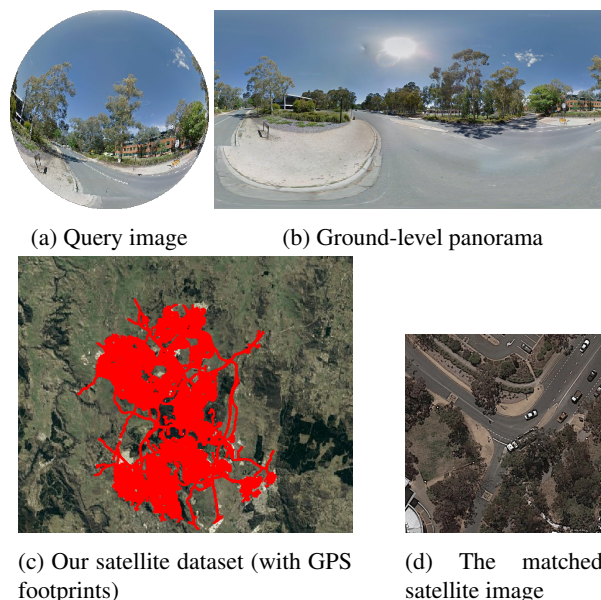 (a) Query image
(b) Ground-level panorama
(c) Our satellite dataset (with GPS
footprints)
(d) The matched
satellite image